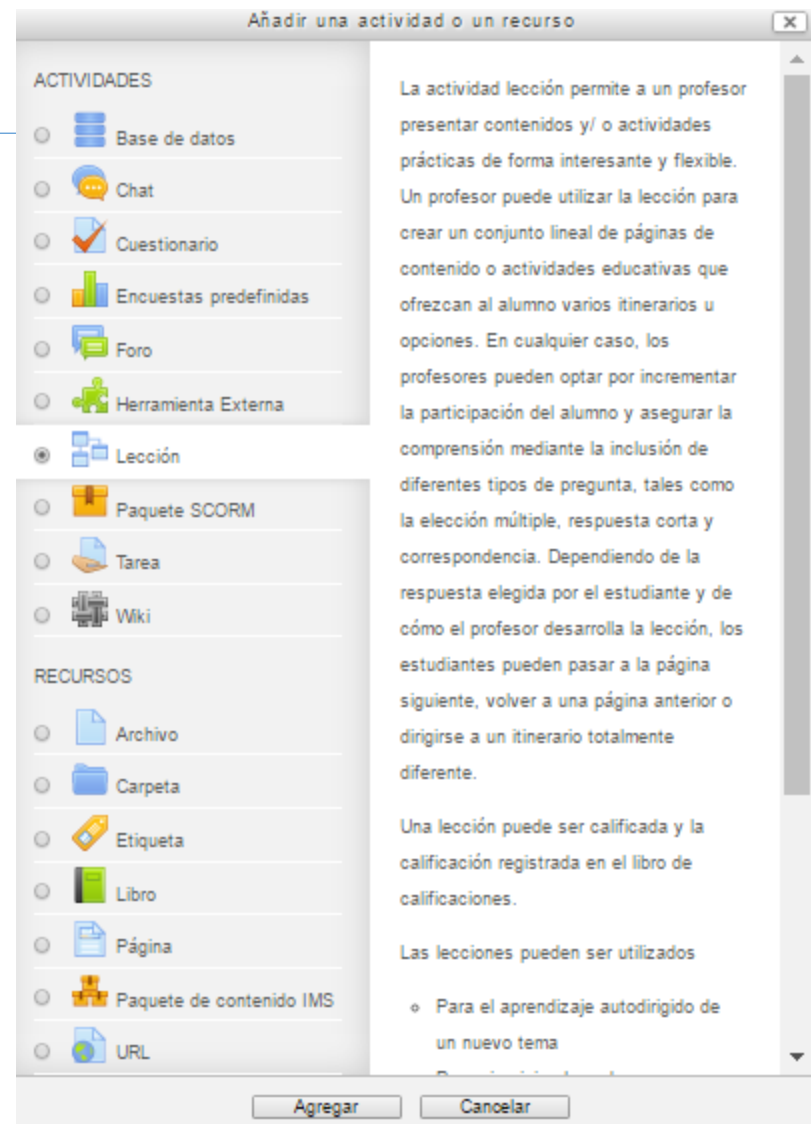 Añadir una actividad o un recurso
ACTIVIDADES
Base de datos
Chat
Cuestionario
Encuestas predefinidas
Foro
Herramienta Externa
Lección
Paquete SCORM
Tarea
Wiki
RECURSOS
Archivo
Carpeta
Etiqueta
Libro
Página
Paquete de contenido IMS
URL
La actividad lección permite a un profesor
presentar contenidos y/ o actividades
prácticas de forma interesante y flexible.
Un profesor puede utilizar la lección para
crear un conjunto lineal de páginas de
contenido o actividades educativas que
ofrezcan al alumno varios itinerarios u
opciones. En cualquier caso, los
profesores pueden optar por incrementar
la participación del alumno y asegurar la
comprensión mediante la inclusión de
diferentes tipos de pregunta, tales como
la elección múltiple, respuesta corta y
correspondencia. Dependiendo de la
respuesta elegida por el estudiante y de
cómo el profesor desarrolla la lección, los
estudiantes pueden pasar a la página
siguiente, volver a una página anterior o
dirigirse a un itinerario totalmente
diferente.
Una lección puede ser calificada y la
calificación registrada en el libro de
calificaciones.
Las lecciones pueden ser utilizados
Para el aprendizaje autodirigido de
un nuevo tema
Agregar
Cancelar